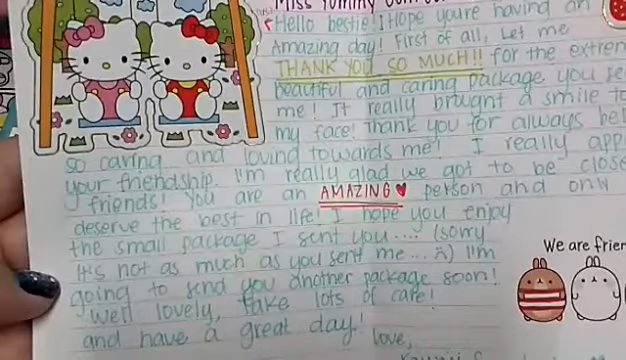 Miss Yummy
Hello bestie! I Hope you're having an
Amazing day! First of all, Let me
THANK YOU SO MUCH!! for the extrem
beautiful and caring package you se
me! It really brought a smile to
my face! Thank you for always bei
so caring and loving towards me! I really app
your friendship. I'm really glad we got to be close
friends! You are an AMAZING person and only
deserve the best in life! I hope you enjoy
the small package I sent you.... (sorry
It's not as much as you sent me... ) I'm
going to send you another package soon!
Well lovely, take lots of care!
and have a great day!
Love,
We are frien